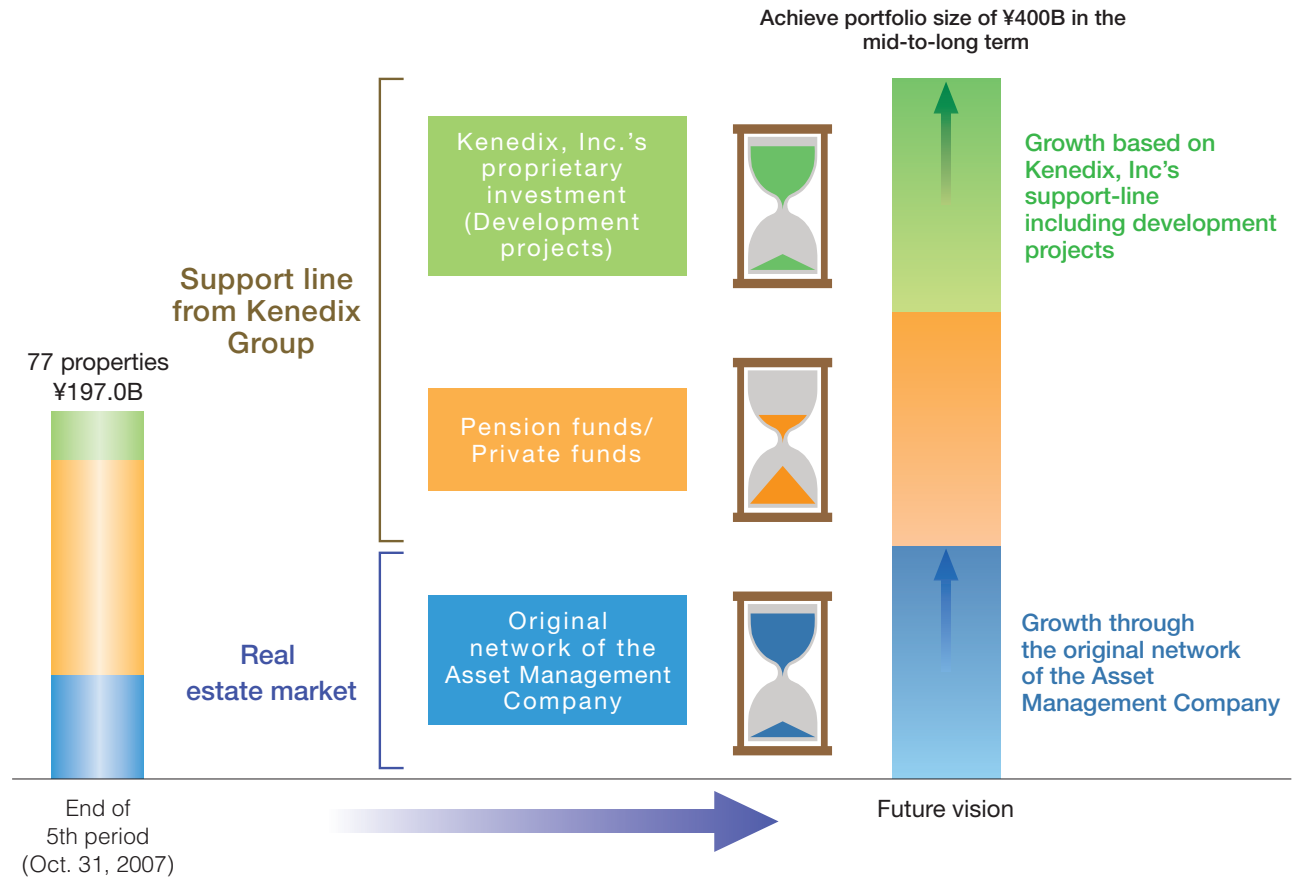 Achieve portfolio size of ¥400B in the
mid-to-long term
77 properties
¥197.0B
Support line
from Kenedix
Group
Kenedix, Inc.'s
proprietary
investment
(Development
projects)
Growth based on
Kenedix, Inc's
support-line
including development
projects
Pension funds/
Private funds
Real
estate market
Original
network of the
Asset Management
Company
Growth through
the original network
of the Asset
Management Company
End of
5th period
(Oct. 31, 2007)
Future vision